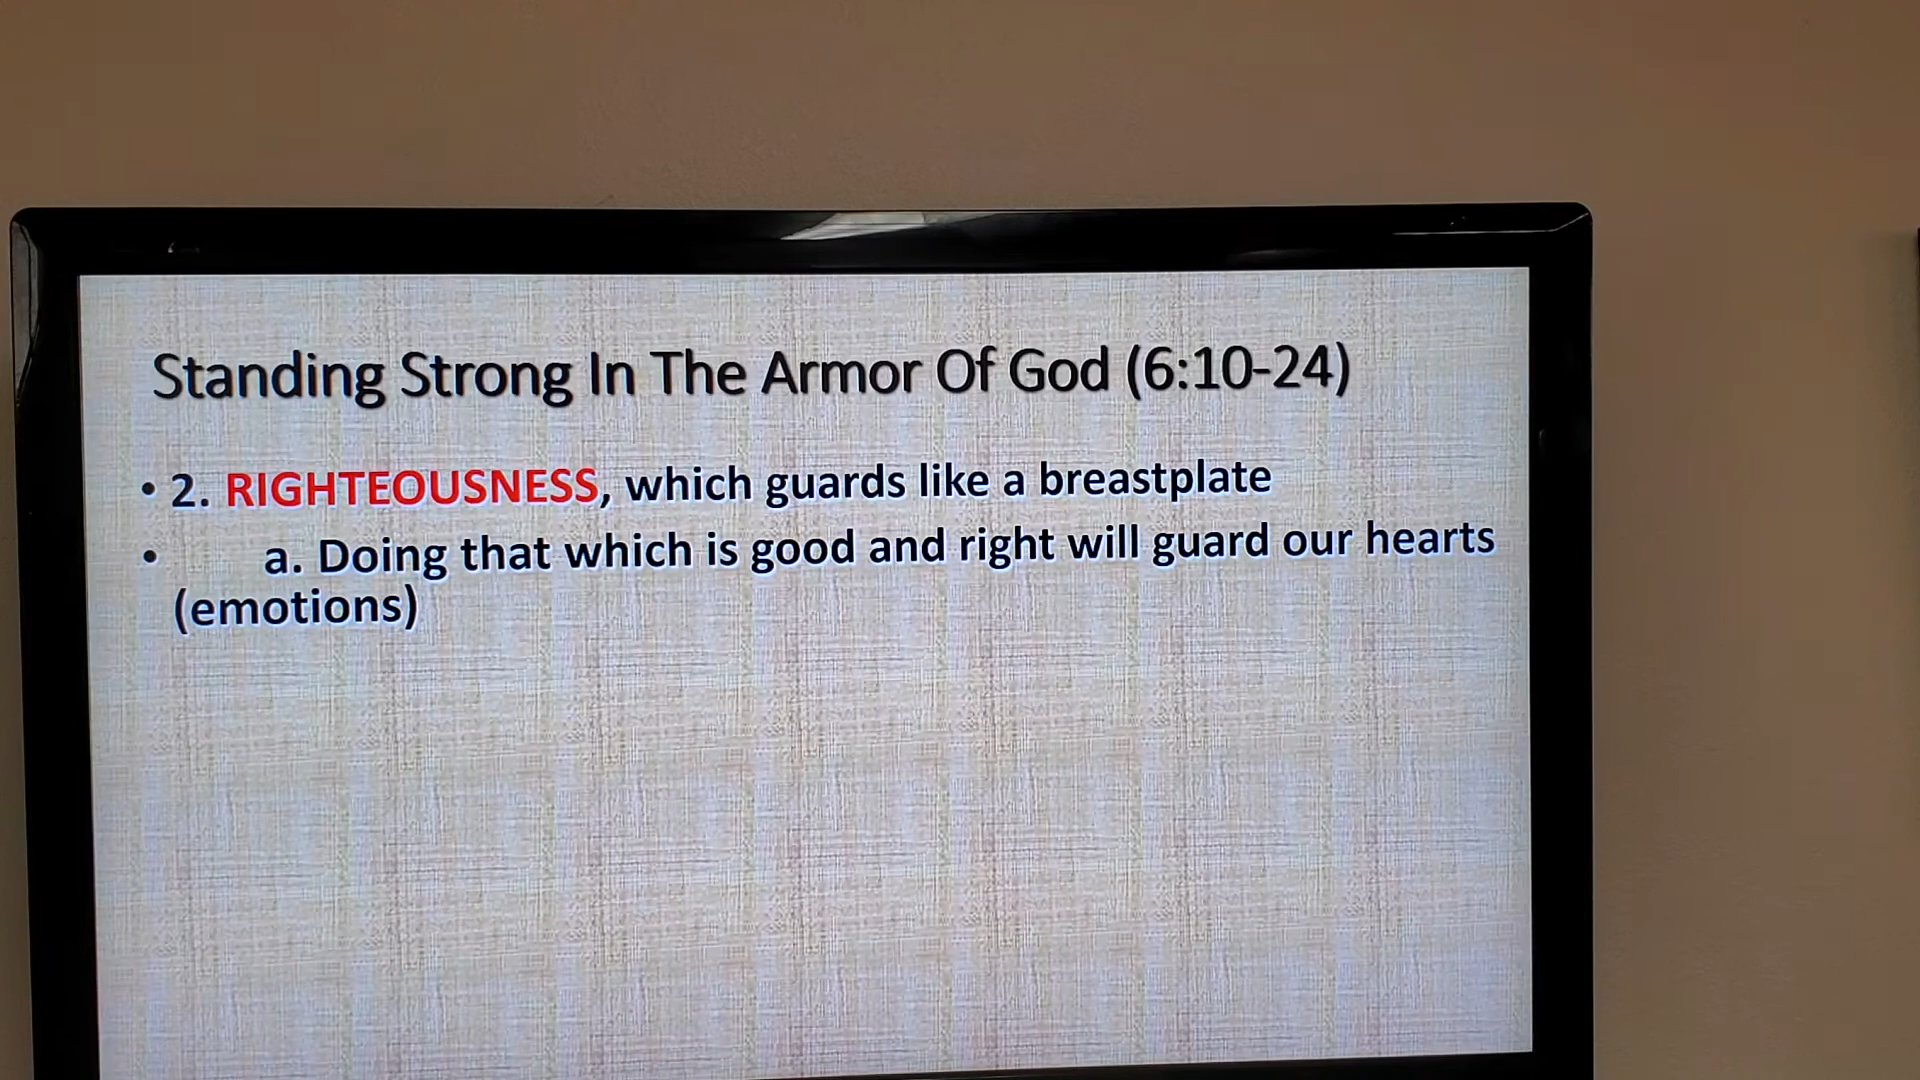 Standing Strong In The Armor Of God (6:10-24)
• 2. RIGHTEOUSNESS, which guards like a breastplate
• a. Doing that which is good and right will guard our hearts
(emotions)